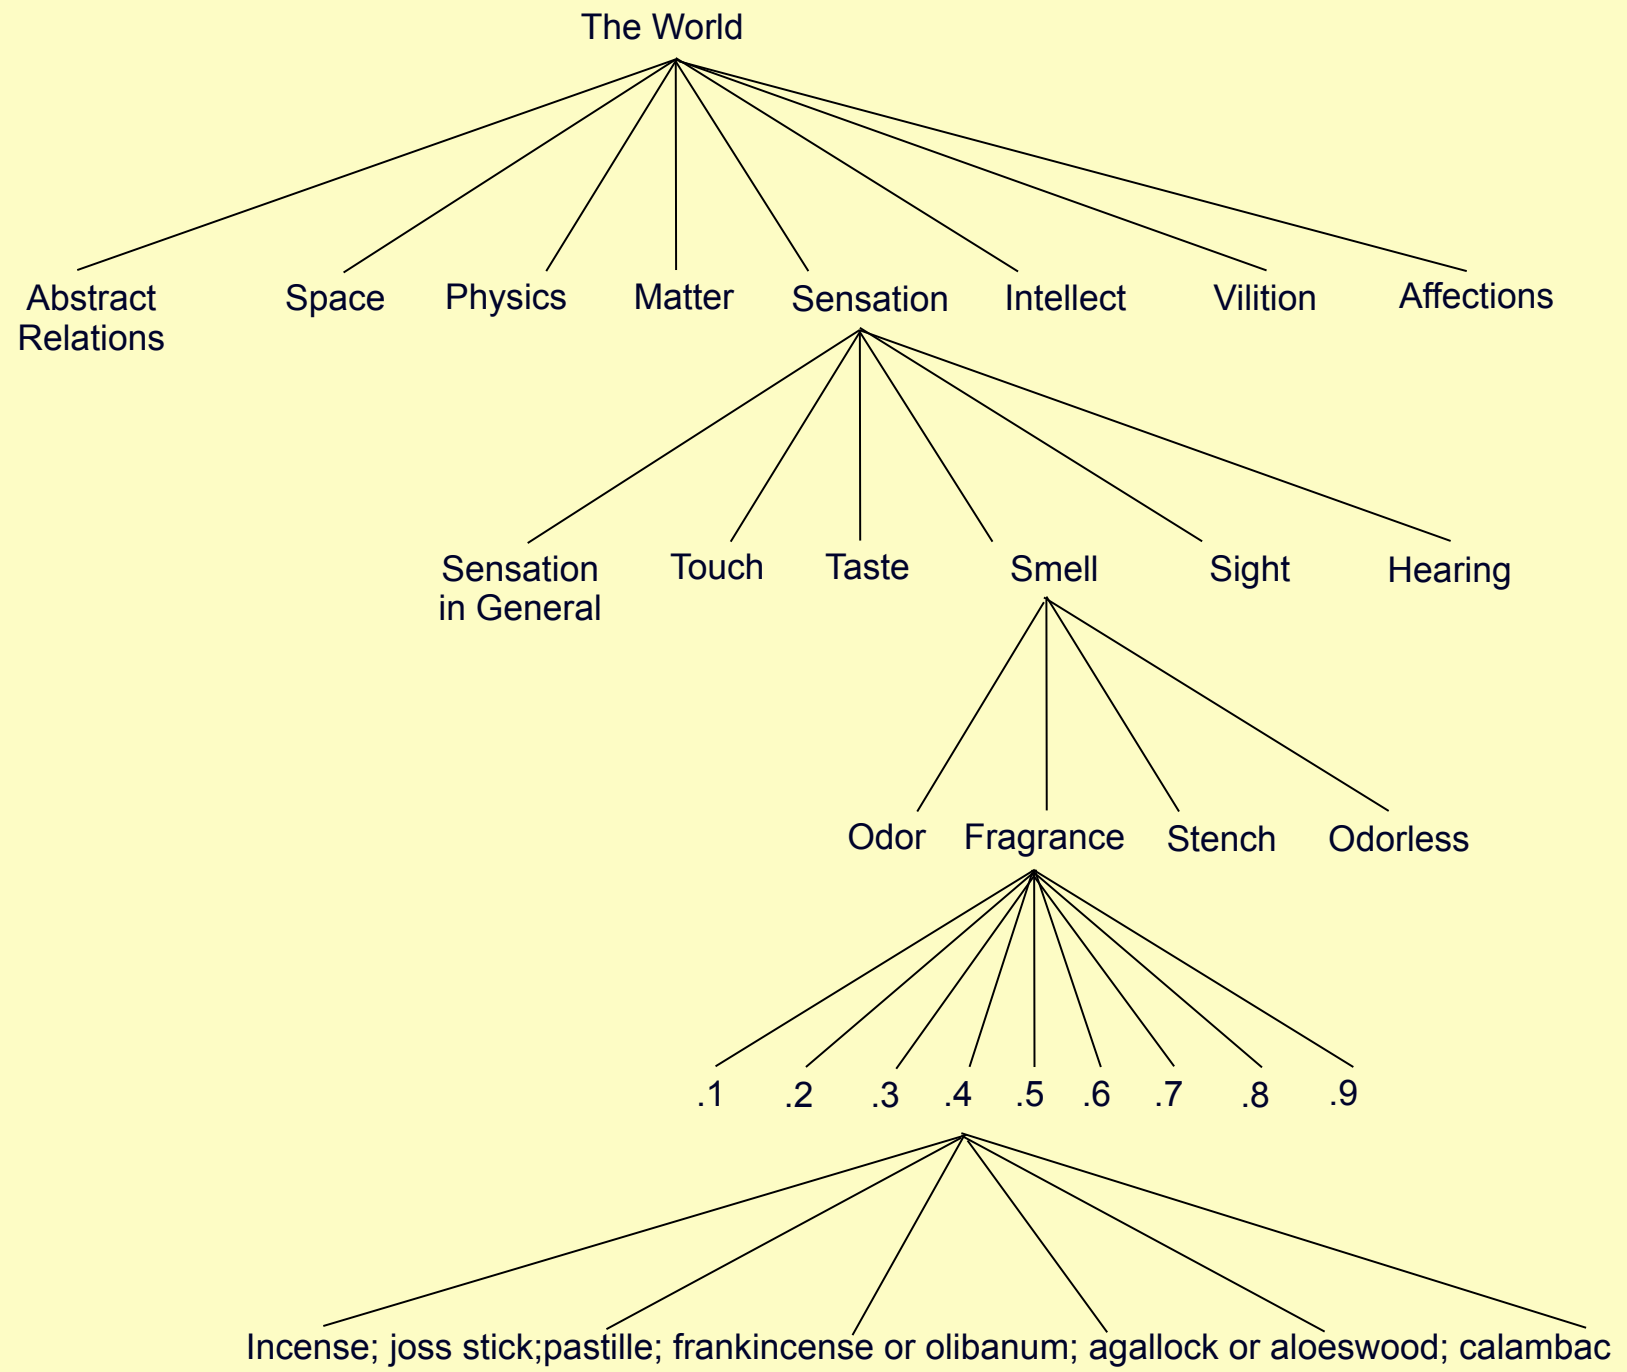 The World
Abstract
Relations
Space
Physics
Matter
Sensation
Intellect
Vilition
Affections
Sensation
in General
Touch
Taste
Smell
Sight
Hearing
Odor
Fragrance
Stench
Odorless
.1
.2
.3
.4
.5
.6
.7
.8
.9
Incense; joss stick;pastille; frankincense or olibanum; agallock or aloeswood; calambac